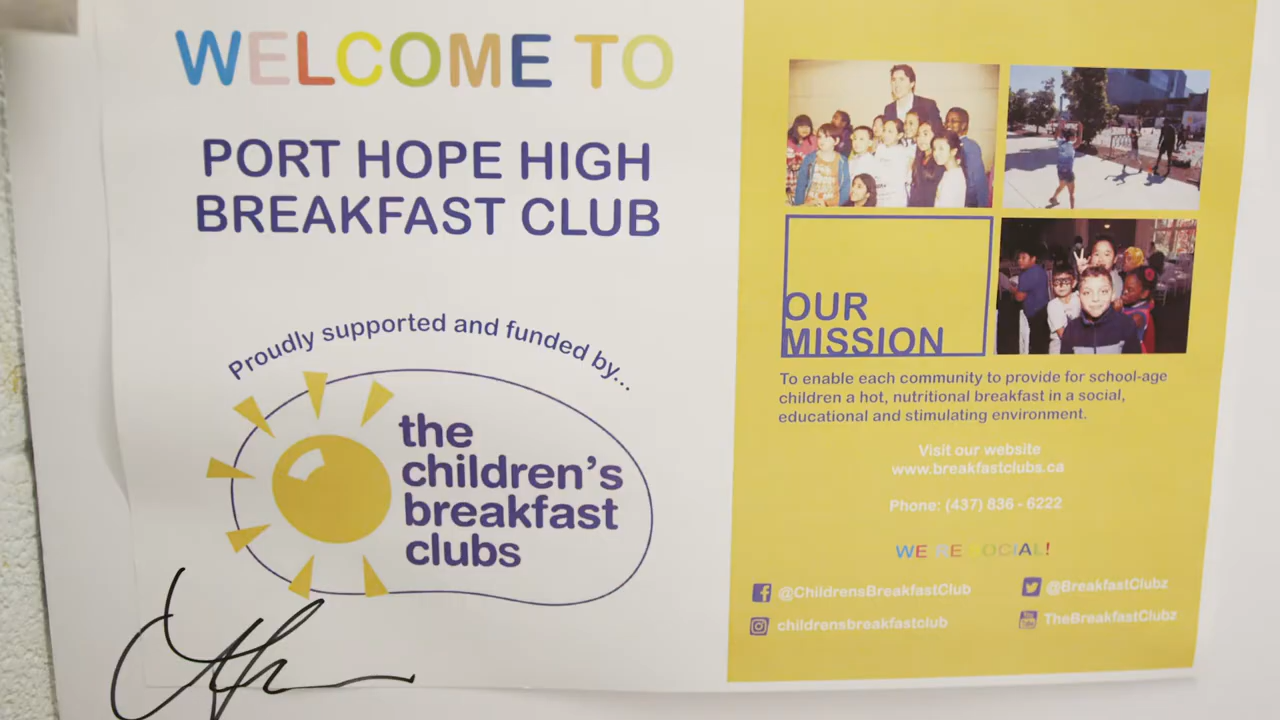 WELCOME TO
PORT HOPE HIGH
BREAKFAST CLUB
Proudly supported and funded by...
the
children's
breakfast
clubs
OUR
MISSION
To enable each community to provide for school-age
children a hot, nutritional breakfast in a social,
educational and stimulating environment.
Visit our website
www.breakfastclubs.ca
Phone: (437) 836 - 6222
WE'RE SOCIAL!
@ChildrensBreakfastClub
@BreakfastClubz
childrensbreakfastclub
TheBreakfastClubz